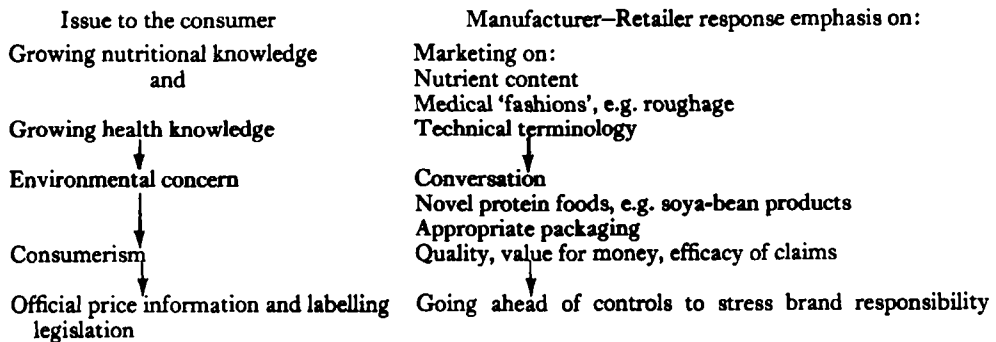 Issue to the consumer
Manufacturer–Retailer response emphasis on:
Growing nutritional knowledge
and
Growing health knowledge
Marketing on:
Nutrient content
Medical ‘fashions’, e.g. roughage
Technical terminology
Environmental concern
Conversation
Novel protein foods, e.g. soya-bean products
Appropriate packaging
Consumerism
Quality, value for money, efficacy of claims
Official price information and labelling
legislation
Going ahead of controls to stress brand responsibility